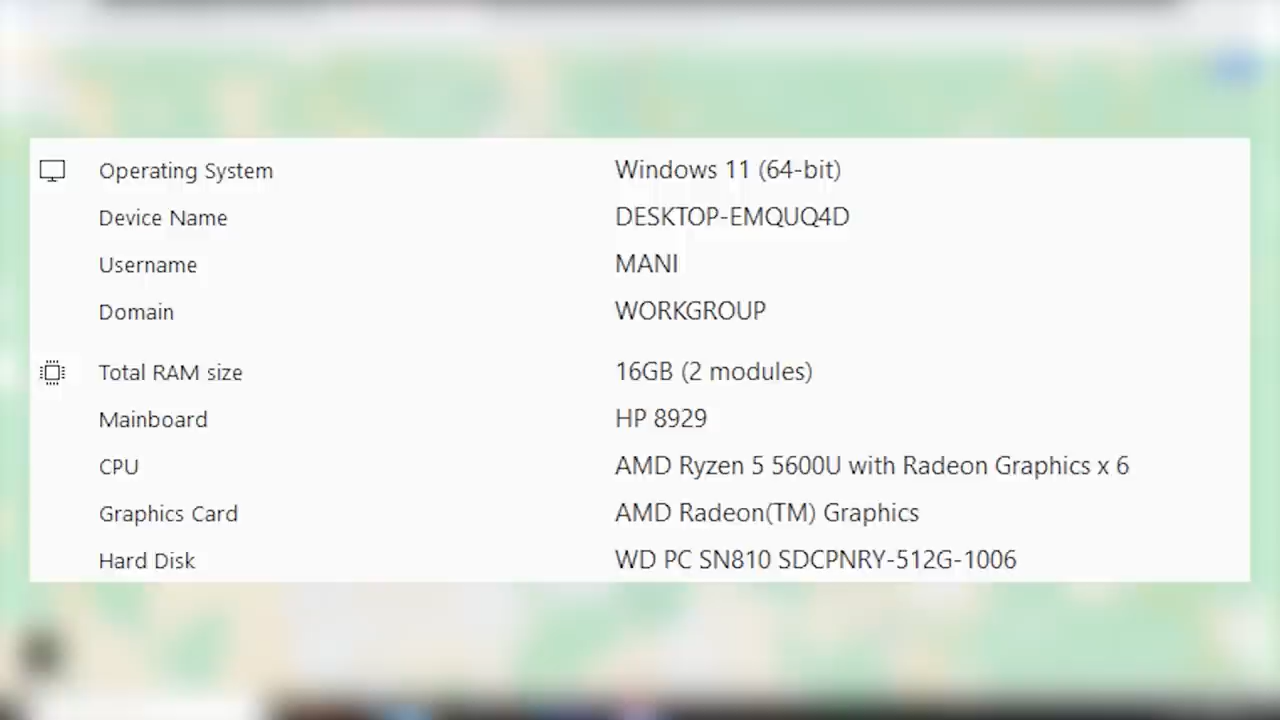 Operating System Windows 11 (64-bit)
Device Name DESKTOP-EMQUQ4D
Username MANI
Domain WORKGROUP
Total RAM size 16GB (2 modules)
Mainboard HP 8929
CPU AMD Ryzen 5 5600U with Radeon Graphics x 6
Graphics Card AMD Radeon(TM) Graphics
Hard Disk WD PC SN810 SDCPNRY-512G-1006